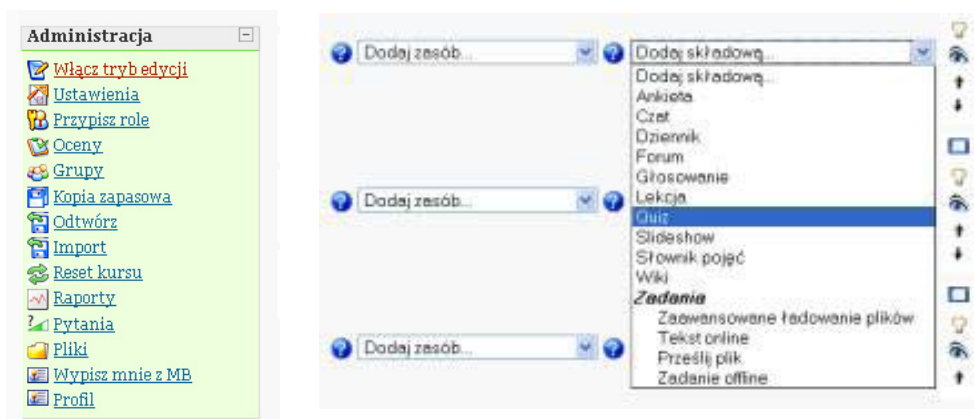 Administracja
Włącz tryb edycji
Ustawienia
Przypisz role
Oceny
Grupy
Kopia zapasowa
Odtwórz
Import
Reset kursu
Raporty
Pytania
Pliki
Wypisz mnie z MB
Profil
Dodaj zasób...
Dodaj składową...
Dodaj składową...
Ankieta
Czat
Dziennik
Forum
Głosowanie
Dodaj zasób...
Lekcja
Quiz
Slideshow
Słownik pojęć
Wiki
Zadania
Zaawansowane ładowanie plików
Dodaj zasób...
Tekst online
Prześlij plik
Zadanie offline